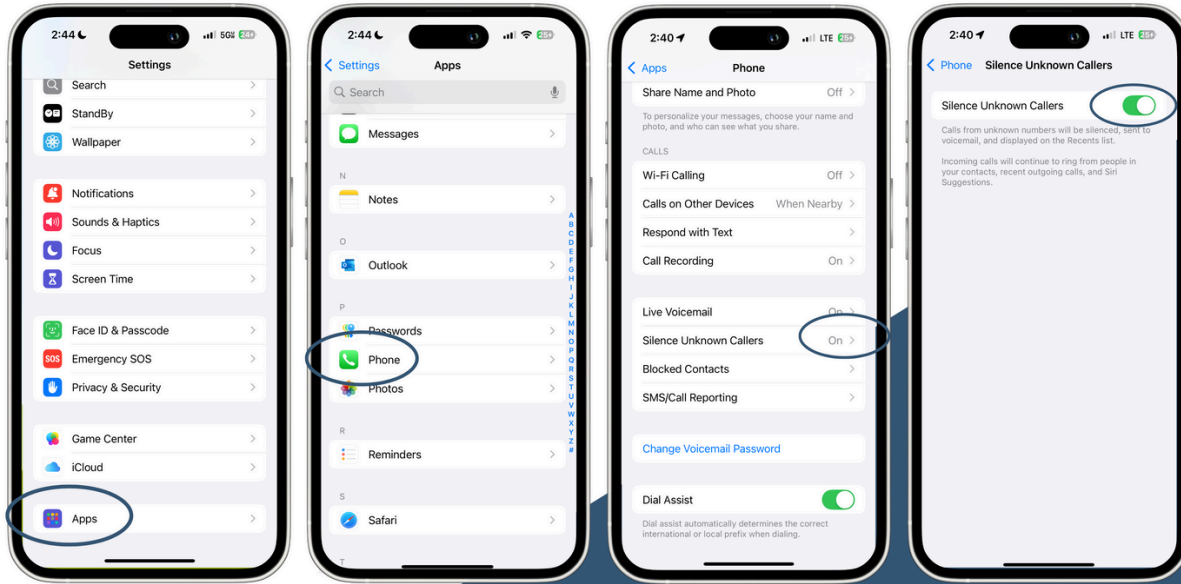 2:44 5G 24
Settings
Search
StandBy
Wallpaper
Notifications
Sounds & Haptics
Focus
Screen Time
Face ID & Passcode
SOS Emergency SOS
Privacy & Security
Game Center
iCloud
Apps
2:44
Settings Apps
Search
Messages
N
Notes
O
Outlook
P
Passwords
Phone
Photos
R
Reminders
S
Safari
T
A
B
C
D
E
F
G
H
I
J
K
L
M
N
O
P
Q
R
S
T
U
V
W
X
Y
Z
#
2:40 LTE
Apps Phone
Share Name and Photo Off
To personalize your messages, choose your name and
photo, and who can see what you share.
CALLS
Wi-Fi Calling Off
Calls on Other Devices When Nearby
Respond with Text
Call Recording On
Live Voicemail On
Silence Unknown Callers On
Blocked Contacts
SMS/Call Reporting
Change Voicemail Password
Dial Assist
Dial assist automatically determines the correct
international or local prefix when dialing.
2:40 LTE
Phone Silence Unknown Callers
Silence Unknown Callers
Calls from unknown numbers will be silenced, sent to
voicemail, and displayed on the Recents list.
Incoming calls will continue to ring from people in
your contacts, recent outgoing calls, and Siri
Suggestions.